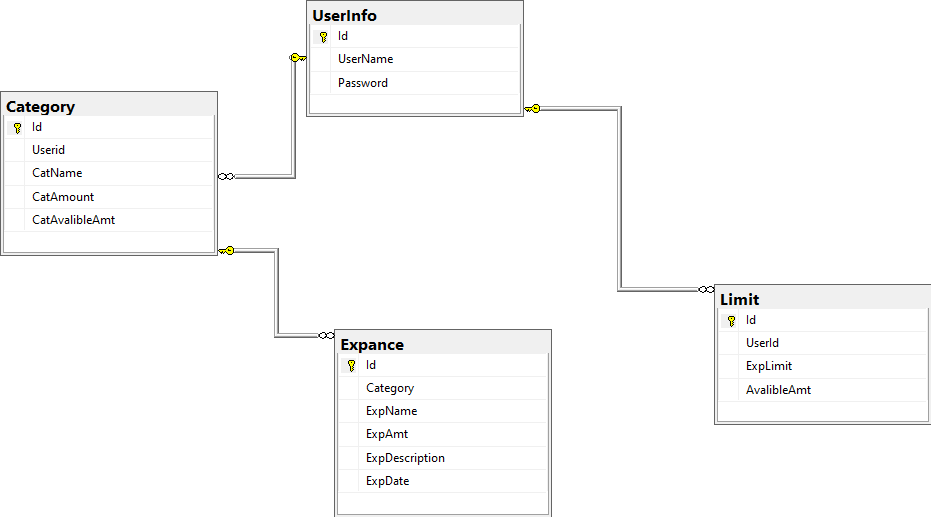 UserInfo
Id
UserName
Password
Category
Id
Userid
CatName
CatAmount
CatAvalibleAmt
Expance
Id
Category
ExpName
ExpAmt
ExpDescription
ExpDate
Limit
Id
UserId
ExpLimit
AvalibleAmt